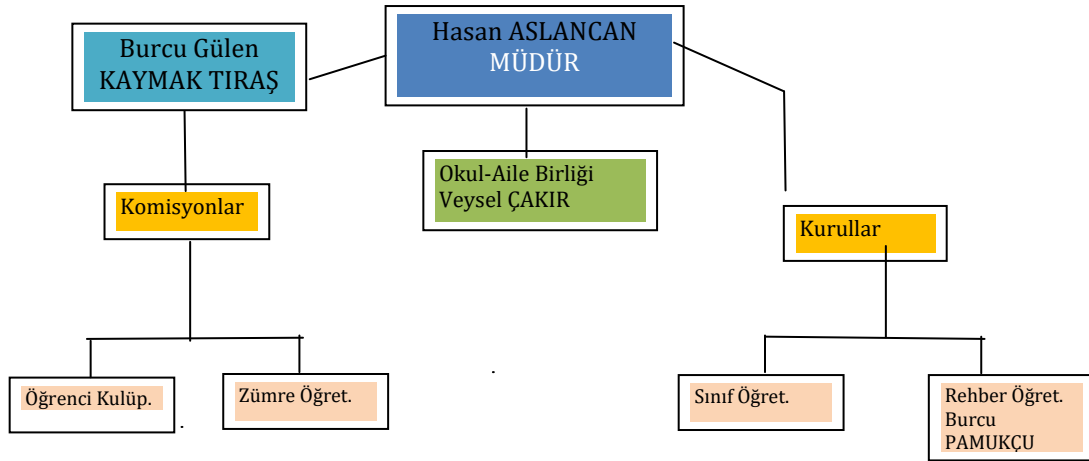 Burcu Gülen
KAYMAK TIRAŞ
Hasan ASLANCAN
MÜDÜR
Okul-Aile Birliği
Veysel ÇAKIR
Komisyonlar
Kurullar
Öğrenci Kulüp.
Zümre Öğret.
Sınıf Öğret.
Rehber Öğret.
Burcu
PAMUKÇU